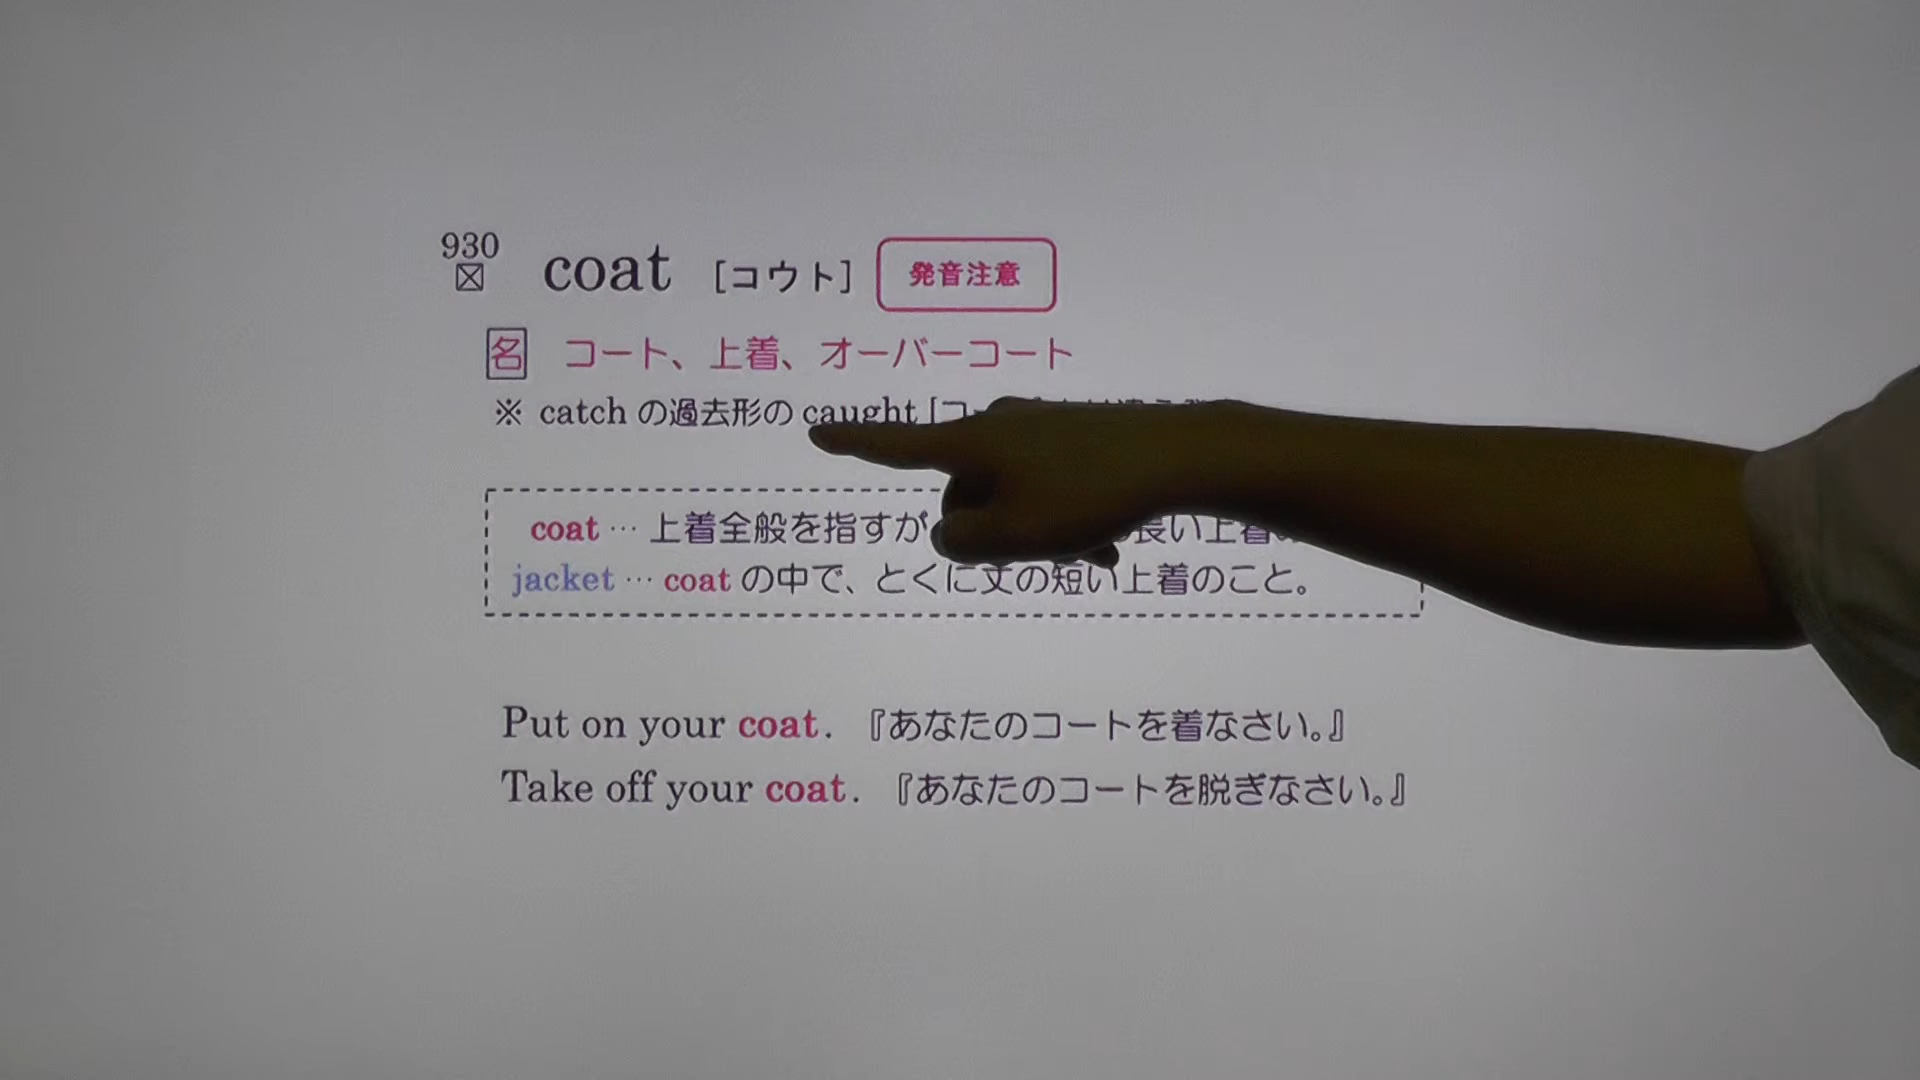 930
coat [コウト] 発音注意
名 コート、上着、オーバーコート
※ catch の過去形の caught [コ
coat … 上着全般を指すが 長い上着
jacket … coat の中で、とくに丈の短い上着のこと。
Put on your coat. 『あなたのコートを着なさい。』
Take off your coat. 『あなたのコートを脱ぎなさい。』